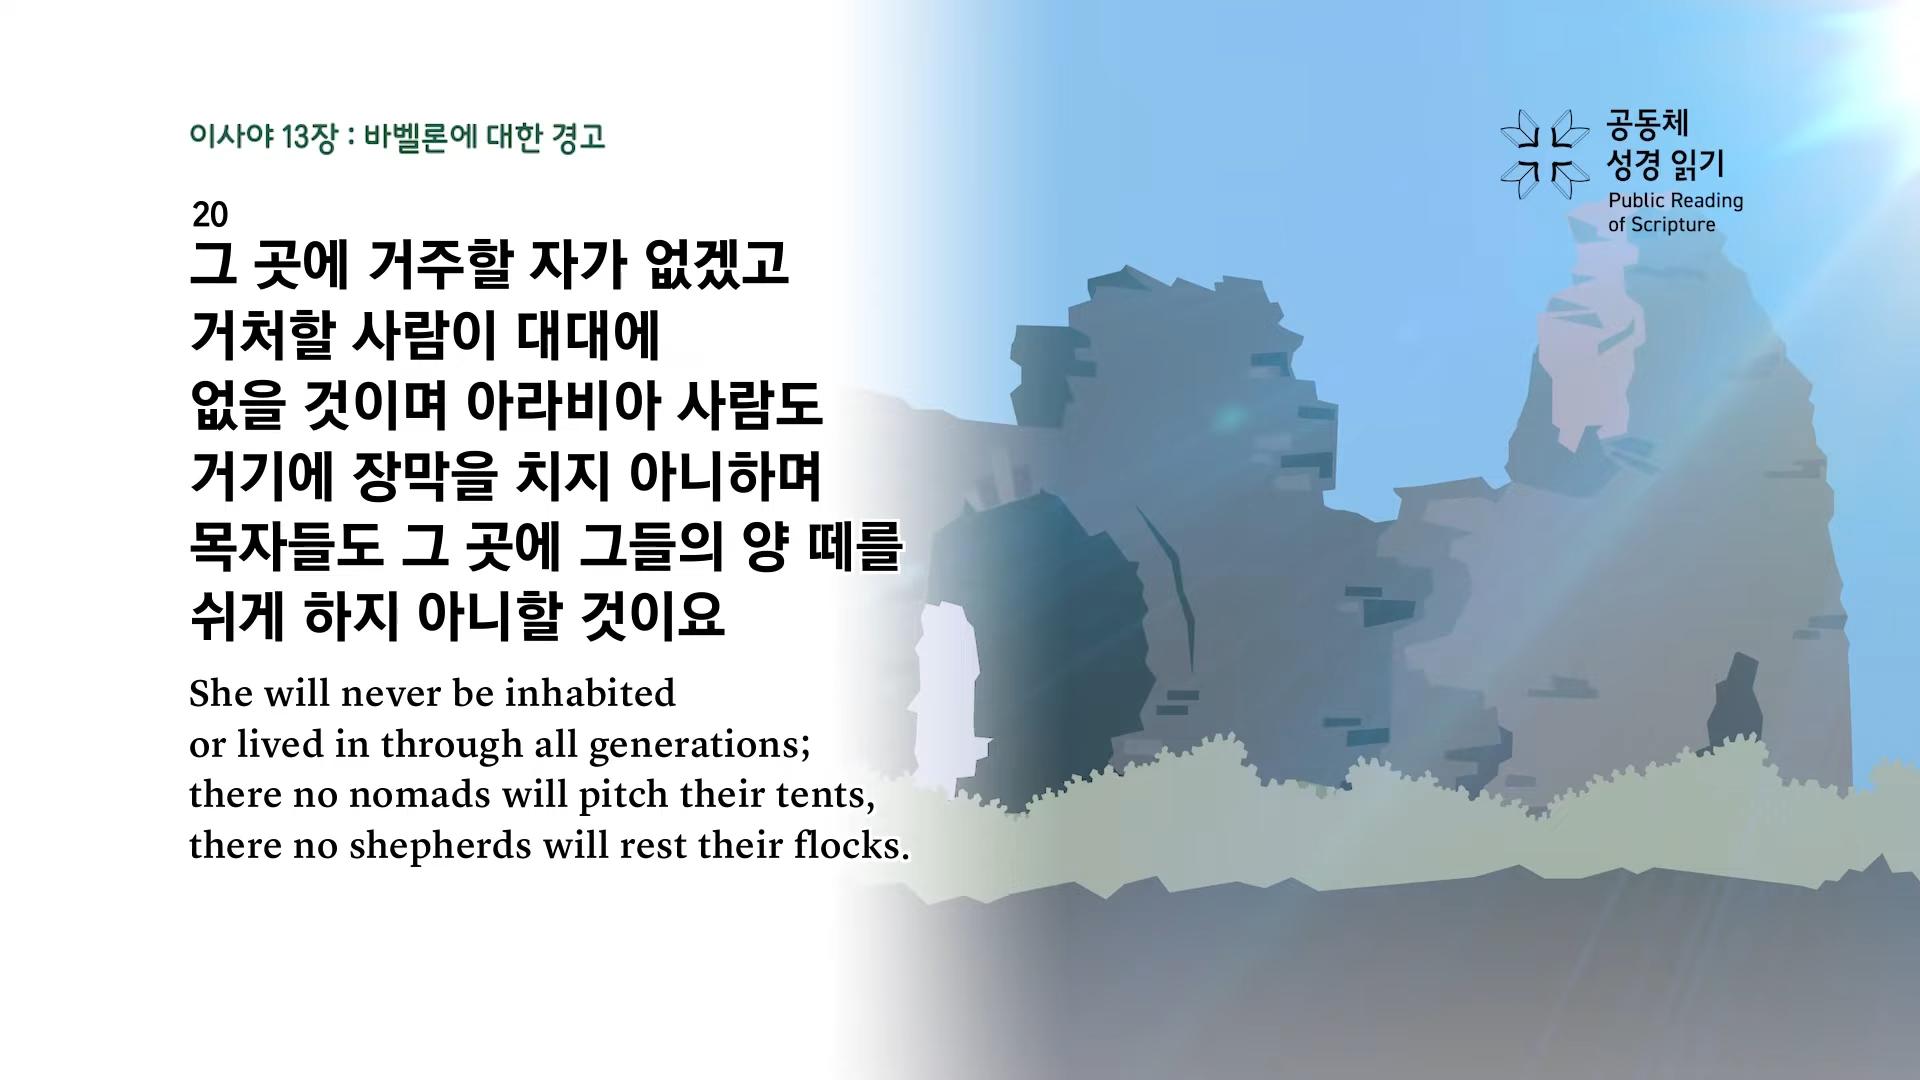 이사야 13장 : 바벨론에 대한 경고
공동체
성경 읽기
Public Reading
of Scripture
20
그 곳에 거주할 자가 없겠고
거처할 사람이 대대에
없을 것이며 아라비아 사람도
거기에 장막을 치지 아니하며
목자들도 그 곳에 그들의 양 떼를
쉬게 하지 아니할 것이요
She will never be inhabited
or lived in through all generations;
there no nomads will pitch their tents,
there no shepherds will rest their flocks.